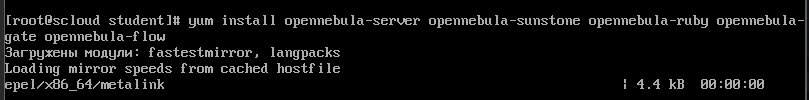 [root@scloud student]# yum install opennebula-server opennebula-sunstone opennebula-ruby opennebula-
gate opennebula-flow
Загружены модули: fastestmirror, langpacks
Loading mirror speeds from cached hostfile
epel/x86_64/metalink | 4.4 kB 00:00:00